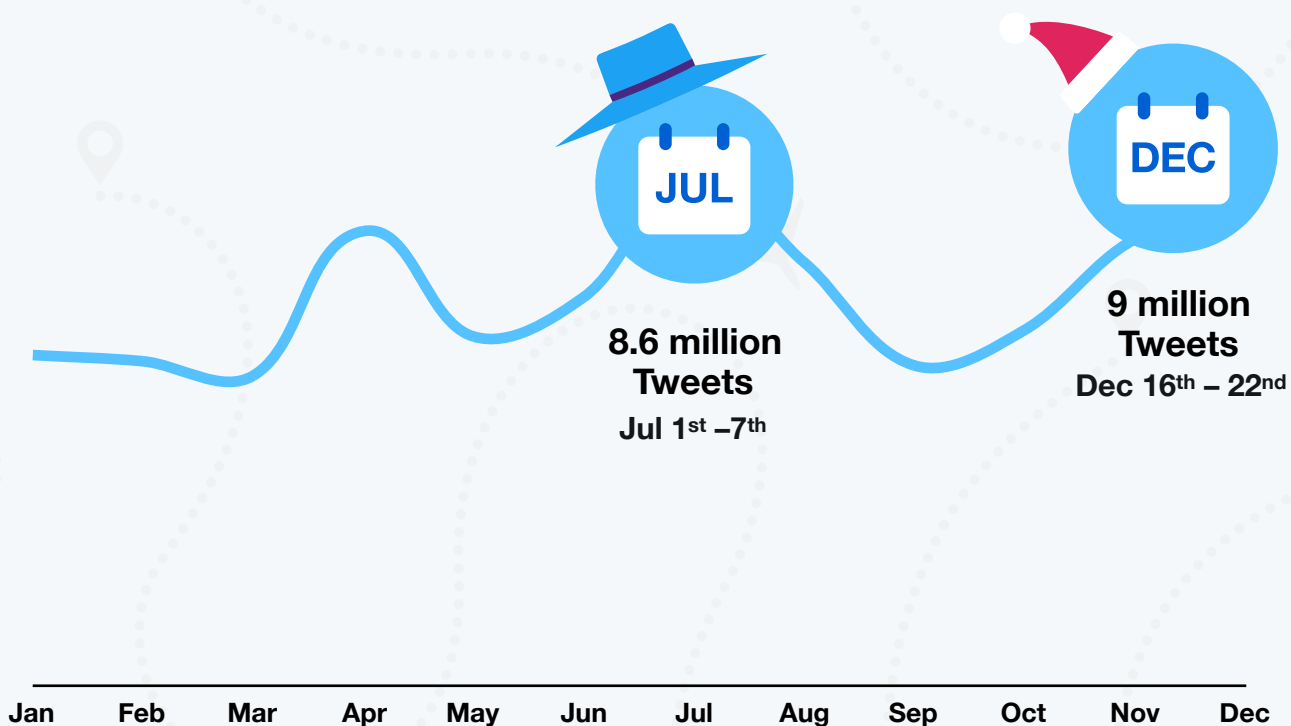 JUL
DEC
8.6 million
Tweets
Jul 1st –7th
9 million
Tweets
Dec 16th – 22nd
Jan Feb Mar Apr May Jun Jul Aug Sep Oct Nov Dec